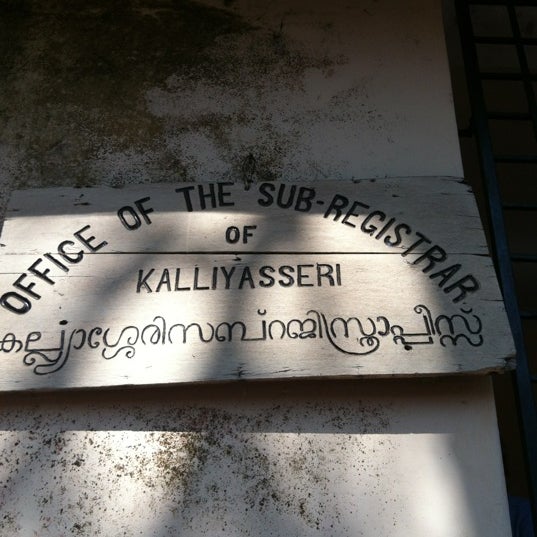 OFFICE OF THE SUB-REGISTRAR
OF
KALLIYASSERI
കല്ല്യാശ്ശേരിസബ്റജിസ്ത്രാപ്പീസ്സ്